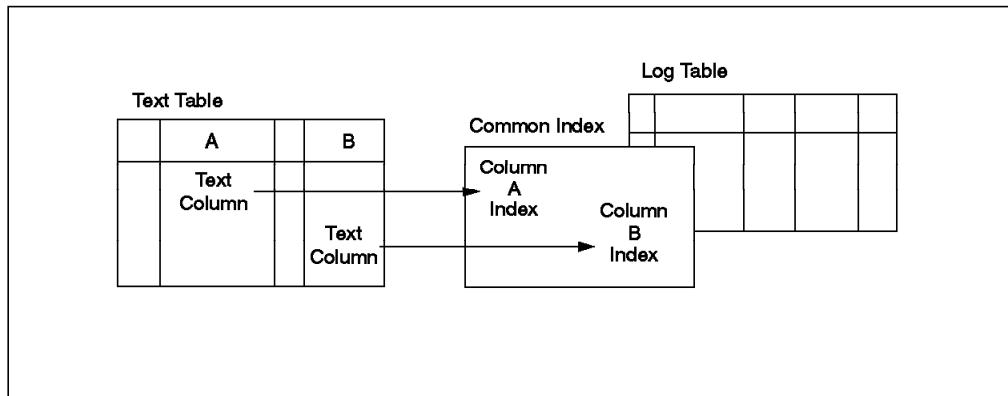 Log Table
Text Table
Common Index
A
B
Text
Column
Column
A
Index
Text
Column
Column
B
Index